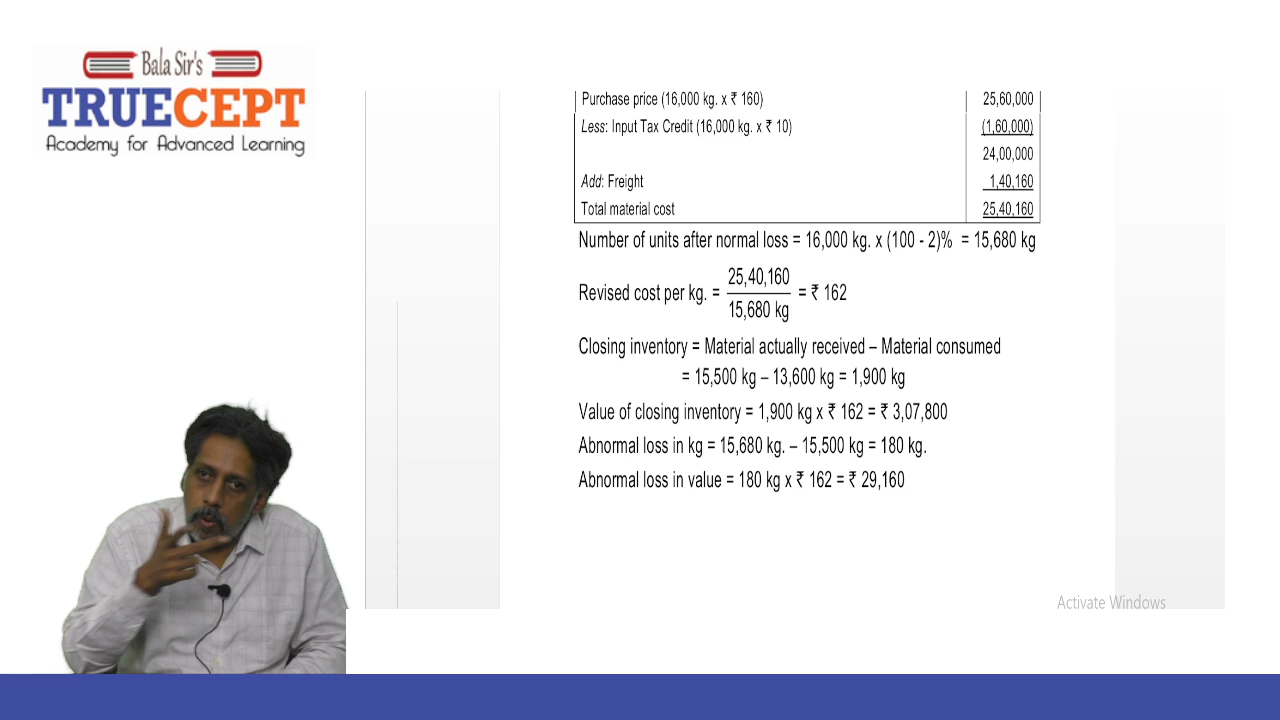 Bala Sir's
TRUECEPT
Academy for Advanced Learning
Purchase price (16,000 kg. x ₹ 160) 25,60,000
Less: Input Tax Credit (16,000 kg. x ₹ 10) (1,60,000)
24,00,000
Add: Freight 1,40,160
Total material cost 25,40,160
Number of units after normal loss = 16,000 kg. x (100 - 2)% = 15,680 kg
Revised cost per kg. = 25,40,160 / 15,680 kg = ₹ 162
Closing inventory = Material actually received – Material consumed
= 15,500 kg – 13,600 kg = 1,900 kg
Value of closing inventory = 1,900 kg x ₹ 162 = ₹ 3,07,800
Abnormal loss in kg = 15,680 kg. – 15,500 kg = 180 kg.
Abnormal loss in value = 180 kg x ₹ 162 = ₹ 29,160
Activate Windows